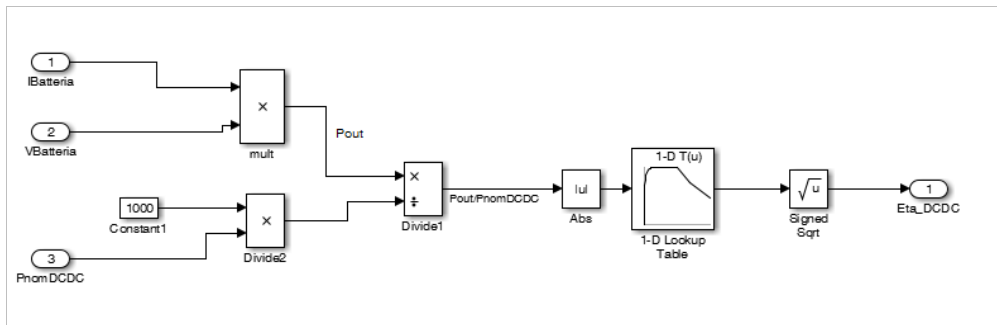 1
IBatteria
2
VBatteria
×
mult
Pout
1000
Constant1
3
PnomDCDC
×
Divide2
×
÷
Divide1
Pout/PnomDCDC
|u|
Abs
1-D T(u)
1-D Lookup
Table
√u
Signed
Sqrt
1
Eta_DCDC